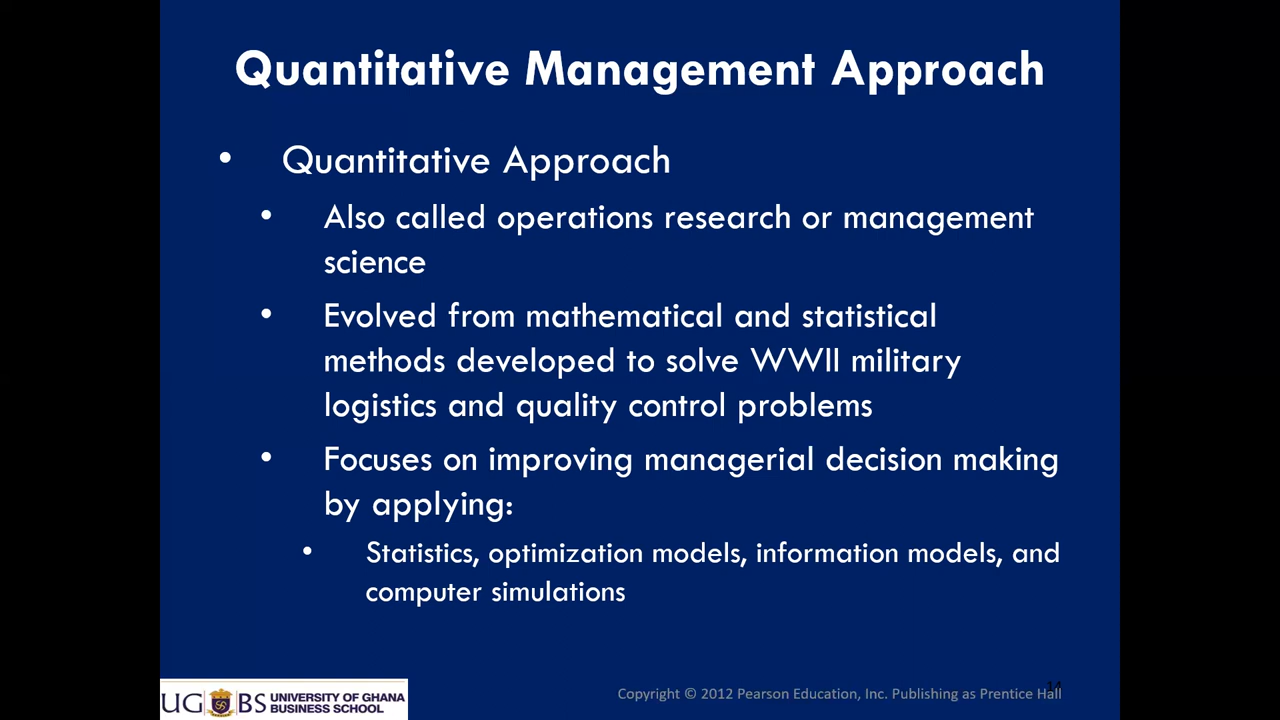 Quantitative Management Approach
• Quantitative Approach
• Also called operations research or management
science
• Evolved from mathematical and statistical
methods developed to solve WWII military
logistics and quality control problems
• Focuses on improving managerial decision making
by applying:
• Statistics, optimization models, information models, and
computer simulations
UG BS UNIVERSITY OF GHANA
BUSINESS SCHOOL
Copyright © 2012 Pearson Education, Inc. Publishing as Prentice Hall
14